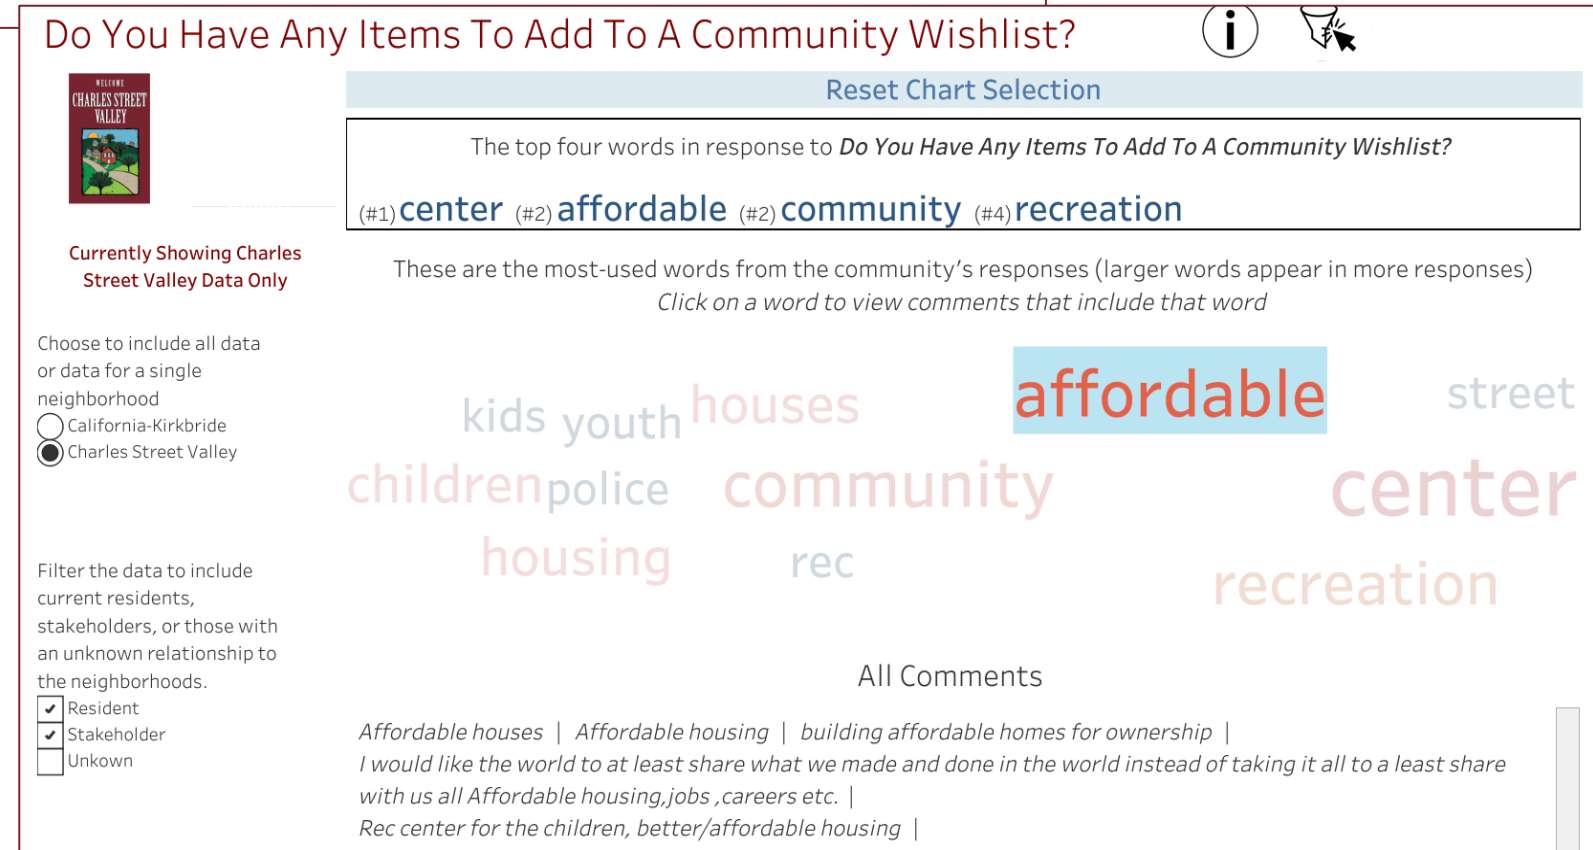 Do You Have Any Items To Add To A Community Wishlist?
i
WELCOME
CHARLES STREET
VALLEY
Reset Chart Selection
The top four words in response to Do You Have Any Items To Add To A Community Wishlist?
(#1) center (#2) affordable (#2) community (#4) recreation
Currently Showing Charles
Street Valley Data Only
These are the most-used words from the community's responses (larger words appear in more responses)
Click on a word to view comments that include that word
Choose to include all data
or data for a single
neighborhood
California-Kirkbride
Charles Street Valley
kids youth houses affordable street
children police community center
housing rec recreation
Filter the data to include
current residents,
stakeholders, or those with
an unknown relationship to
the neighborhoods.
Resident
Stakeholder
Unkown
All Comments
Affordable houses | Affordable housing | building affordable homes for ownership |
I would like the world to at least share what we made and done in the world instead of taking it all to a least share
with us all Affordable housing,jobs ,careers etc. |
Rec center for the children, better/affordable housing |